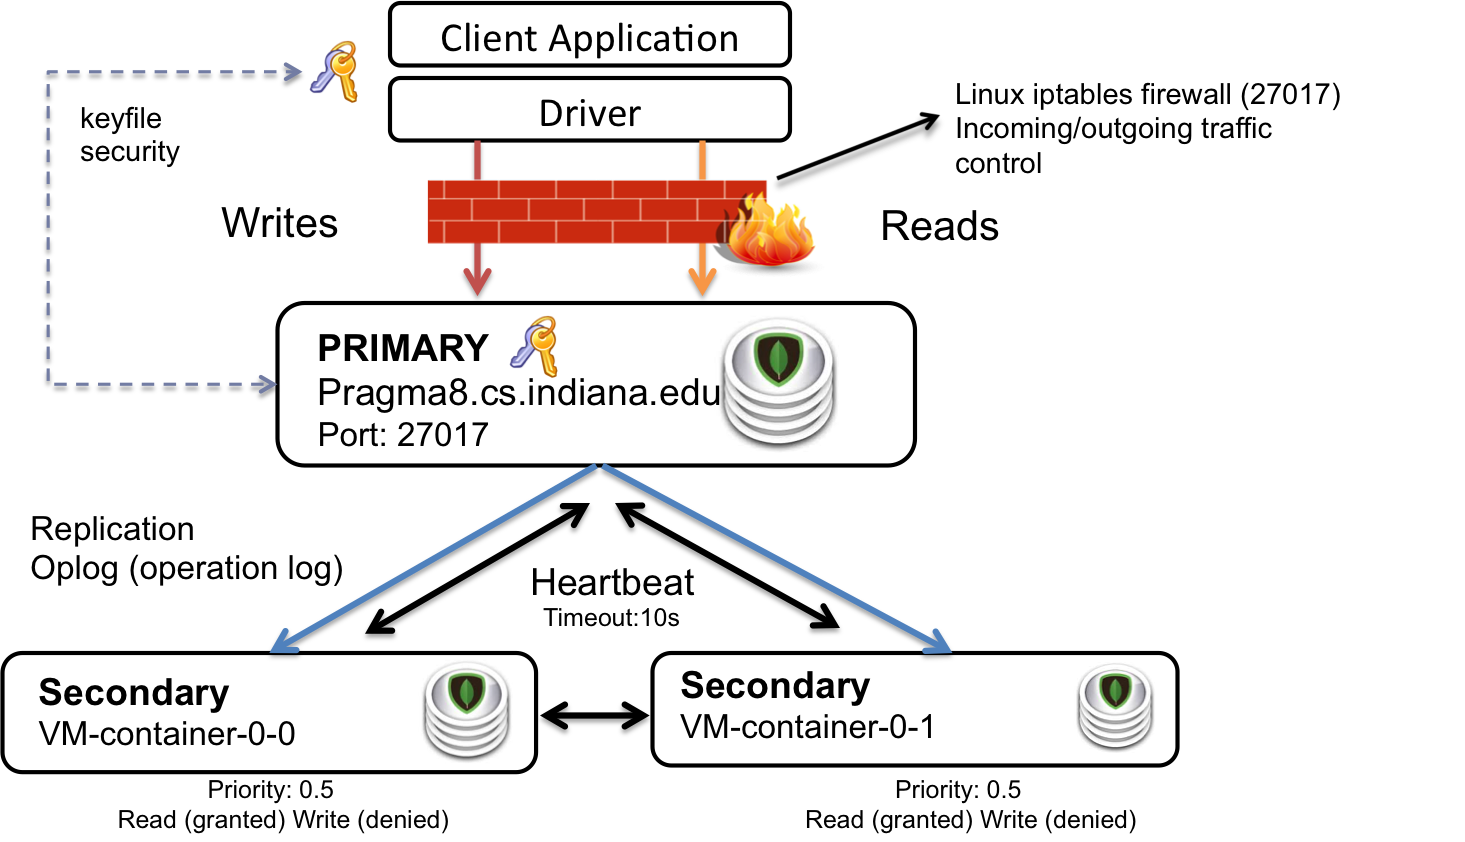 Client Application
Driver
keyfile
security
Linux iptables firewall (27017)
Incoming/outgoing traffic
control
Writes
Reads
PRIMARY
Pragma8.cs.indiana.edu
Port: 27017
Replication
Oplog (operation log)
Heartbeat
Timeout:10s
Secondary
VM-container-0-0
Secondary
VM-container-0-1
Priority: 0.5
Read (granted) Write (denied)
Priority: 0.5
Read (granted) Write (denied)